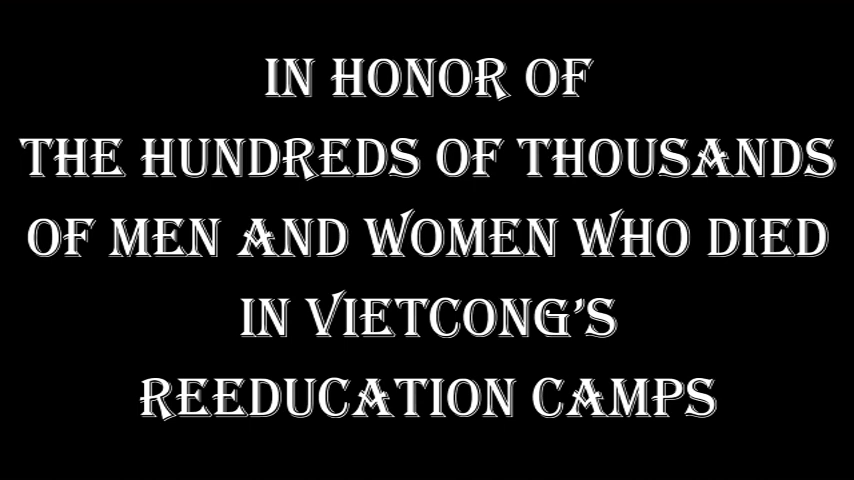 IN HONOR OF
THE HUNDREDS OF THOUSANDS
OF MEN AND WOMEN WHO DIED
IN VIETCONG'S
REEDUCATION CAMPS